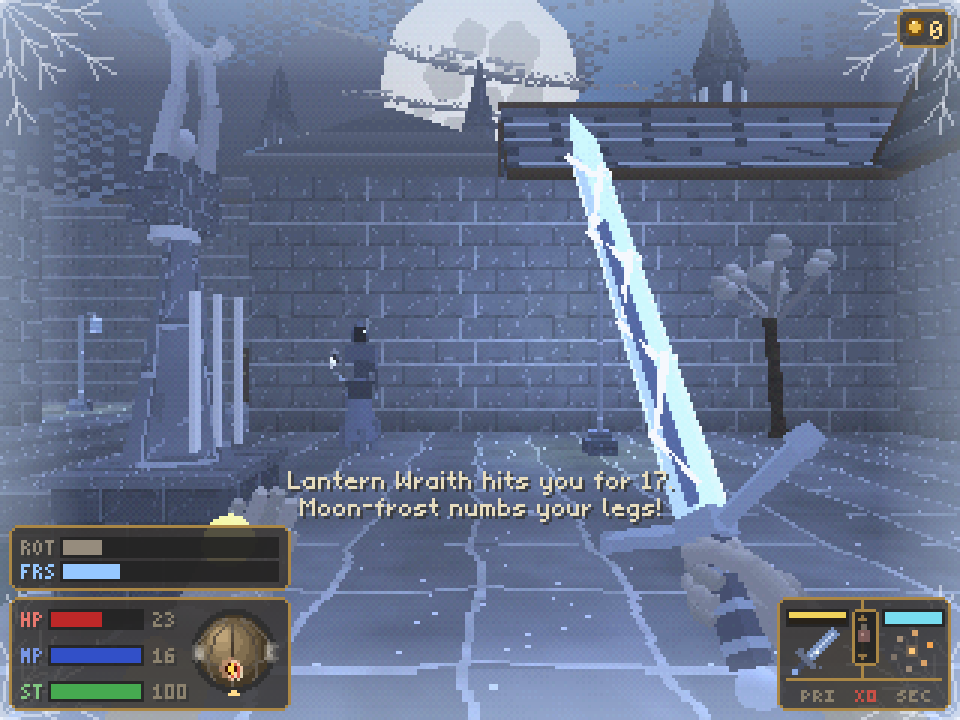 0
Lantern Wraith hits you for 17
Moon-frost numbs your legs!
ROT
FRS
HP 23
MP 16
ST 100
PRI X0 SEC